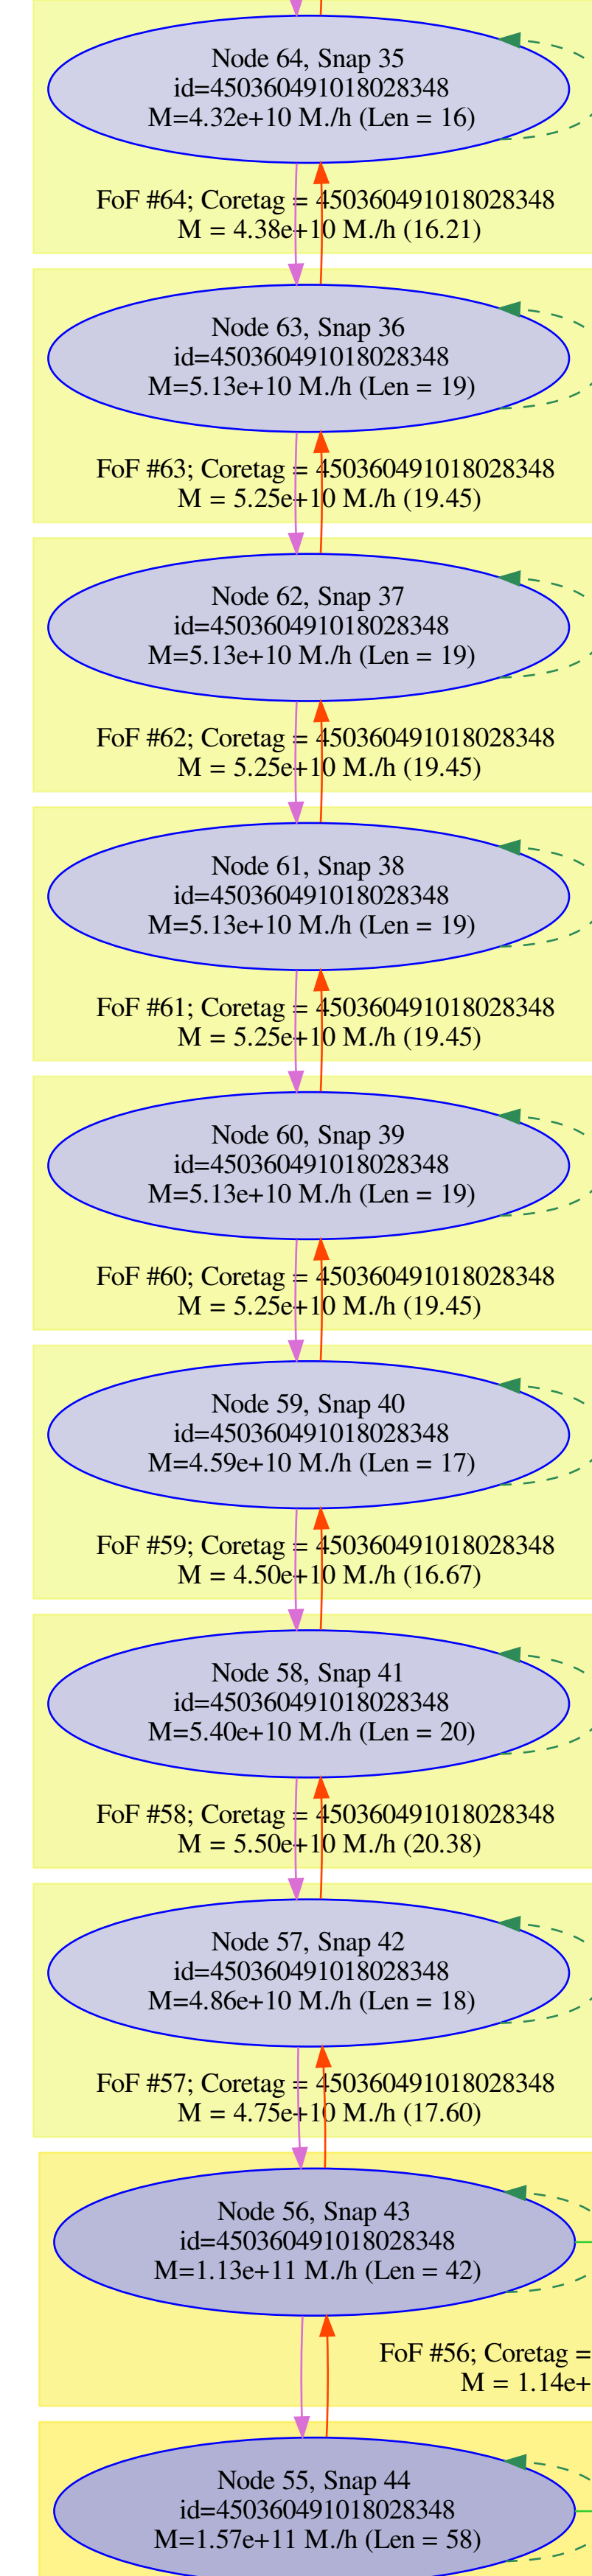 Node 64, Snap 35
id=450360491018028348
M=4.32e+10 M./h (Len = 16)
FoF #64; Coretag = 450360491018028348
M = 4.38e+10 M./h (16.21)
Node 63, Snap 36
id=450360491018028348
M=5.13e+10 M./h (Len = 19)
FoF #63; Coretag = 450360491018028348
M = 5.25e+10 M./h (19.45)
Node 62, Snap 37
id=450360491018028348
M=5.13e+10 M./h (Len = 19)
FoF #62; Coretag = 450360491018028348
M = 5.25e+10 M./h (19.45)
Node 61, Snap 38
id=450360491018028348
M=5.13e+10 M./h (Len = 19)
FoF #61; Coretag = 450360491018028348
M = 5.25e+10 M./h (19.45)
Node 60, Snap 39
id=450360491018028348
M=5.13e+10 M./h (Len = 19)
FoF #60; Coretag = 450360491018028348
M = 5.25e+10 M./h (19.45)
Node 59, Snap 40
id=450360491018028348
M=4.59e+10 M./h (Len = 17)
FoF #59; Coretag = 450360491018028348
M = 4.50e+10 M./h (16.67)
Node 58, Snap 41
id=450360491018028348
M=5.40e+10 M./h (Len = 20)
FoF #58; Coretag = 450360491018028348
M = 5.50e+10 M./h (20.38)
Node 57, Snap 42
id=450360491018028348
M=4.86e+10 M./h (Len = 18)
FoF #57; Coretag = 450360491018028348
M = 4.75e+10 M./h (17.60)
Node 56, Snap 43
id=450360491018028348
M=1.13e+11 M./h (Len = 42)
FoF #56; Coretag =
M = 1.14e+
Node 55, Snap 44
id=450360491018028348
M=1.57e+11 M./h (Len = 58)